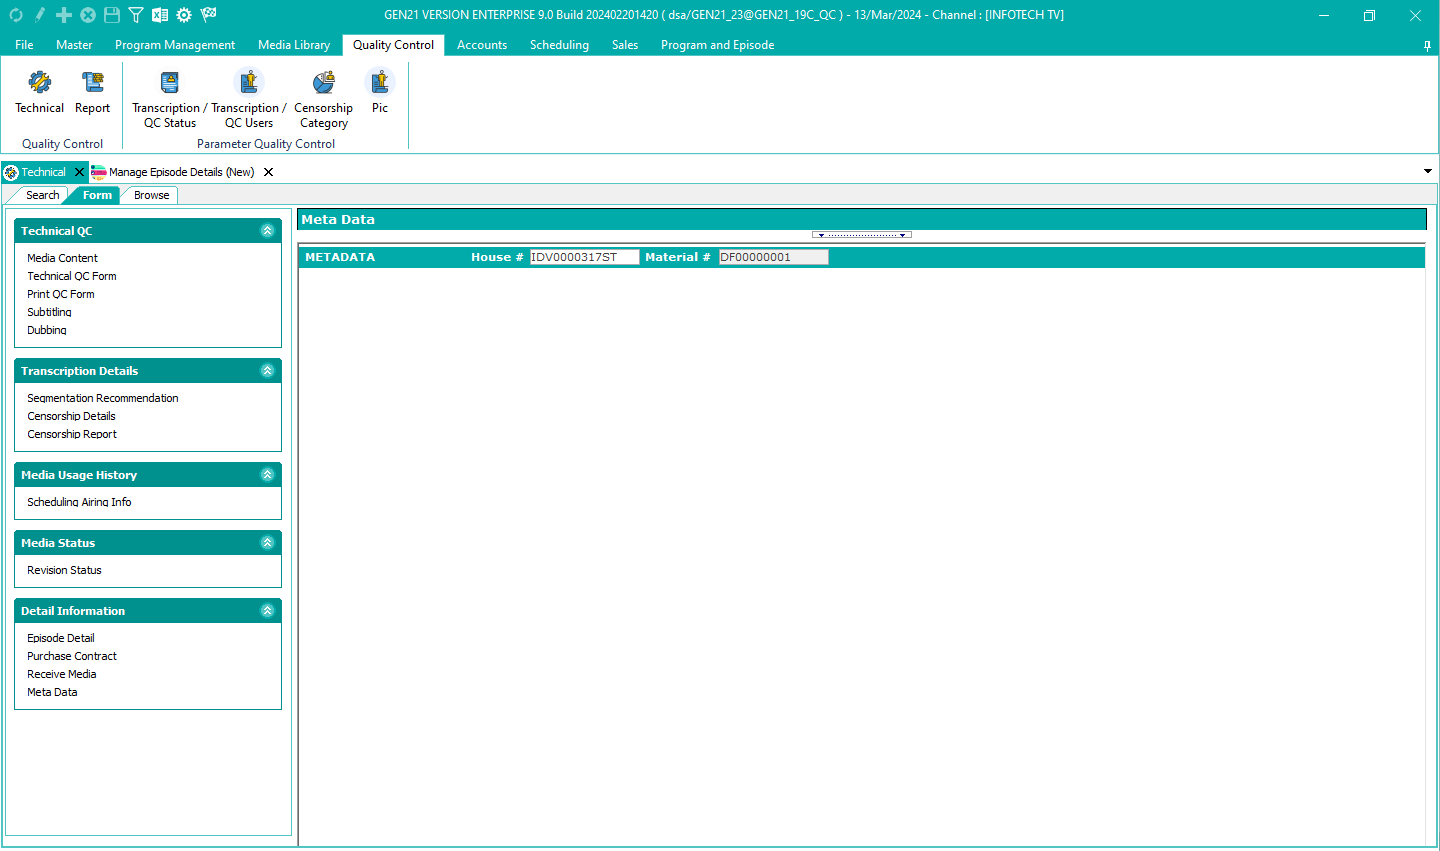 GEN21 VERSION ENTERPRISE 9.0 Build 202402201420 ( dsa/GEN21_23@GEN21_19C_QC ) - 13/Mar/2024 - Channel : [INFOTECH TV]
File Master Program Management Media Library Quality Control Accounts Scheduling Sales Program and Episode
Technical Report Transcription / QC Status Transcription / QC Users Censorship Category Pic
Quality Control Parameter Quality Control
Technical Manage Episode Details (New)
Search Form Browse
Technical QC
Media Content
Technical QC Form
Print QC Form
Subtitling
Dubbing
Transcription Details
Segmentation Recommendation
Censorship Details
Censorship Report
Media Usage History
Scheduling Airing Info
Media Status
Revision Status
Detail Information
Episode Detail
Purchase Contract
Receive Media
Meta Data
Meta Data
METADATA House # IDV0000317ST Material # DF00000001